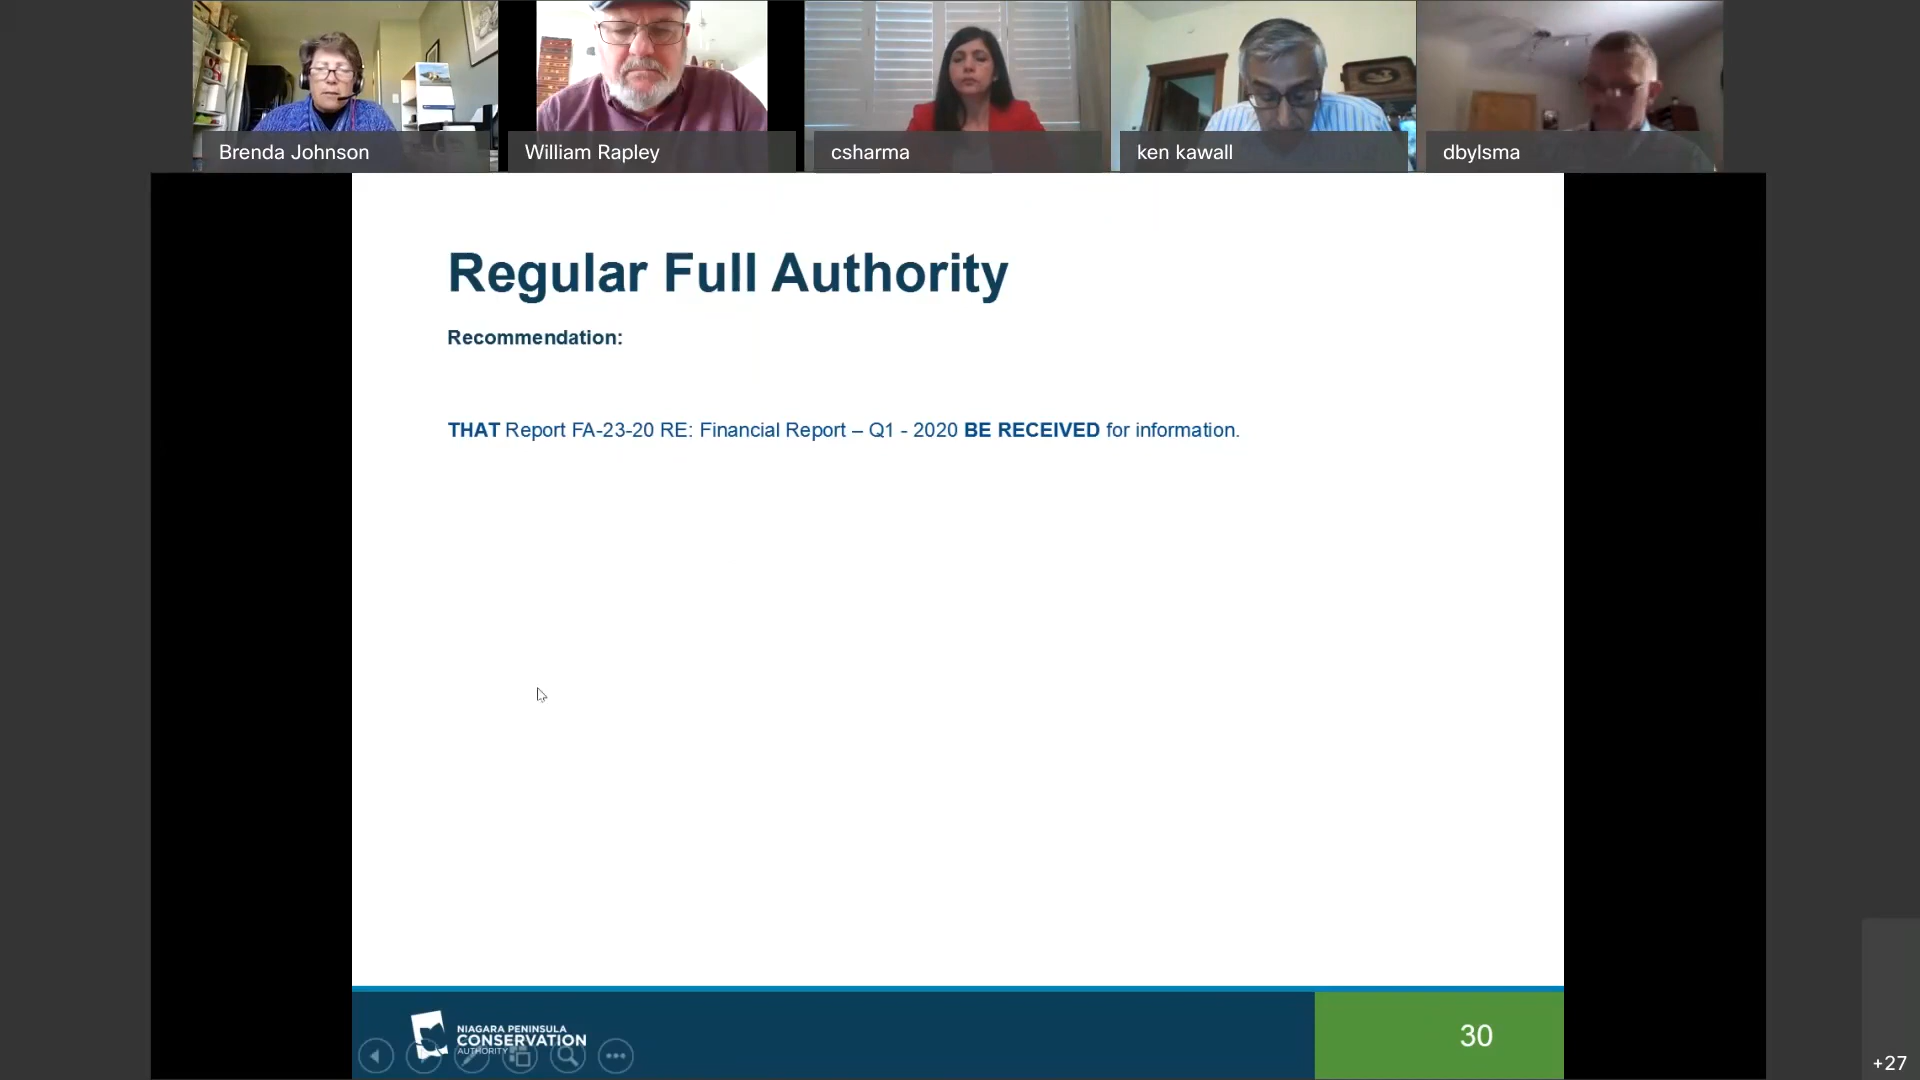 Brenda Johnson
William Rapley
csharma
ken kawall
dbylsma
Regular Full Authority
Recommendation:
THAT Report FA-23-20 RE: Financial Report – Q1 - 2020 BE RECEIVED for information.
NIAGARA PENINSULA
CONSERVATION
AUTHORITY
30
+27